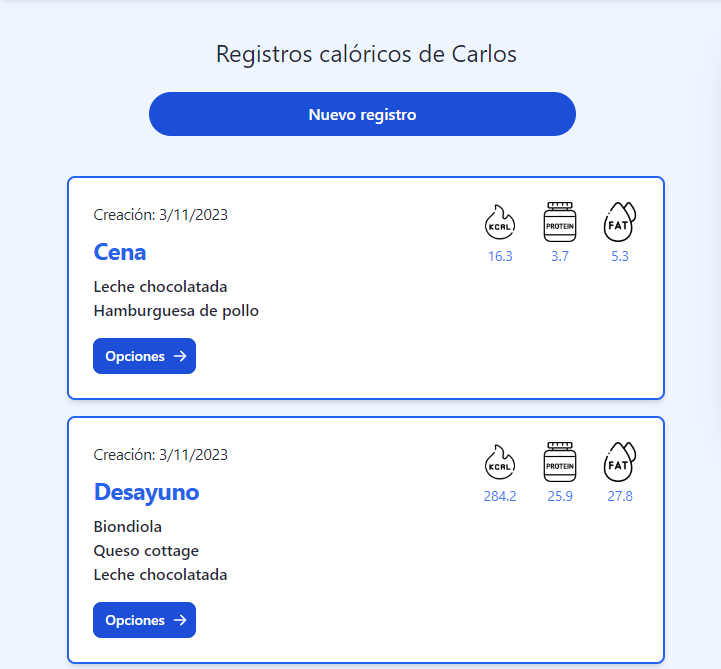 Registros calóricos de Carlos
Nuevo registro
Creación: 3/11/2023
KCAL PROTEIN FAT
Cena
16.3 3.7 5.3
Leche chocolatada
Hamburguesa de pollo
Opciones →
Creación: 3/11/2023
KCAL PROTEIN FAT
Desayuno
284.2 25.9 27.8
Biondiola
Queso cottage
Leche chocolatada
Opciones →